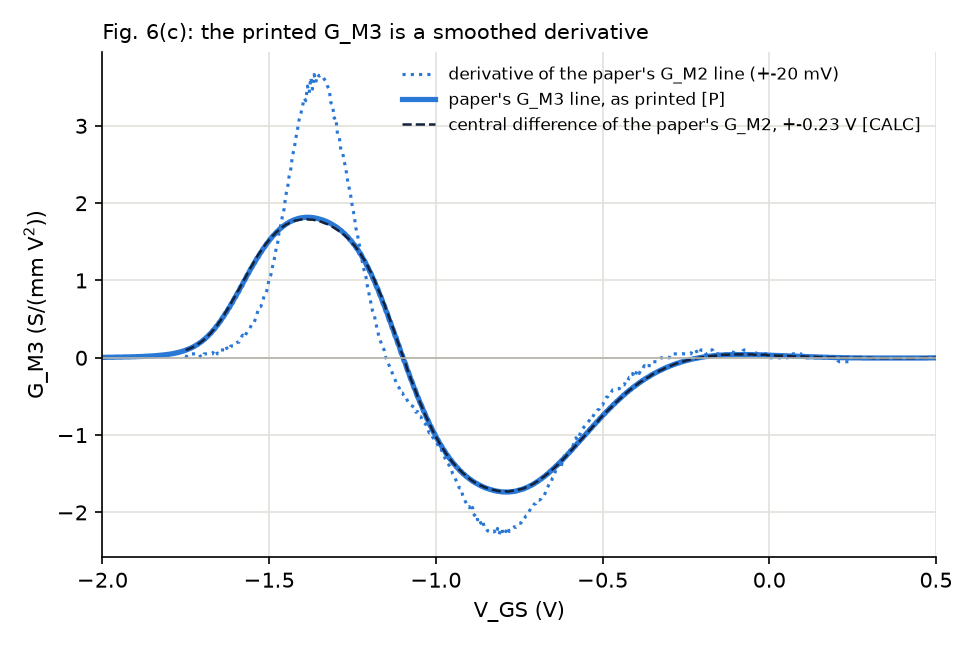 Fig. 6(c): the printed G_M3 is a smoothed derivative
derivative of the paper's G_M2 line (+-20 mV)
paper's G_M3 line, as printed [P]
central difference of the paper's G_M2, +-0.23 V [CALC]
G_M3 (S/(mm V²))
3
2
1
0
−1
−2
−2.0 −1.5 −1.0 −0.5 0.0 0.5
V_GS (V)